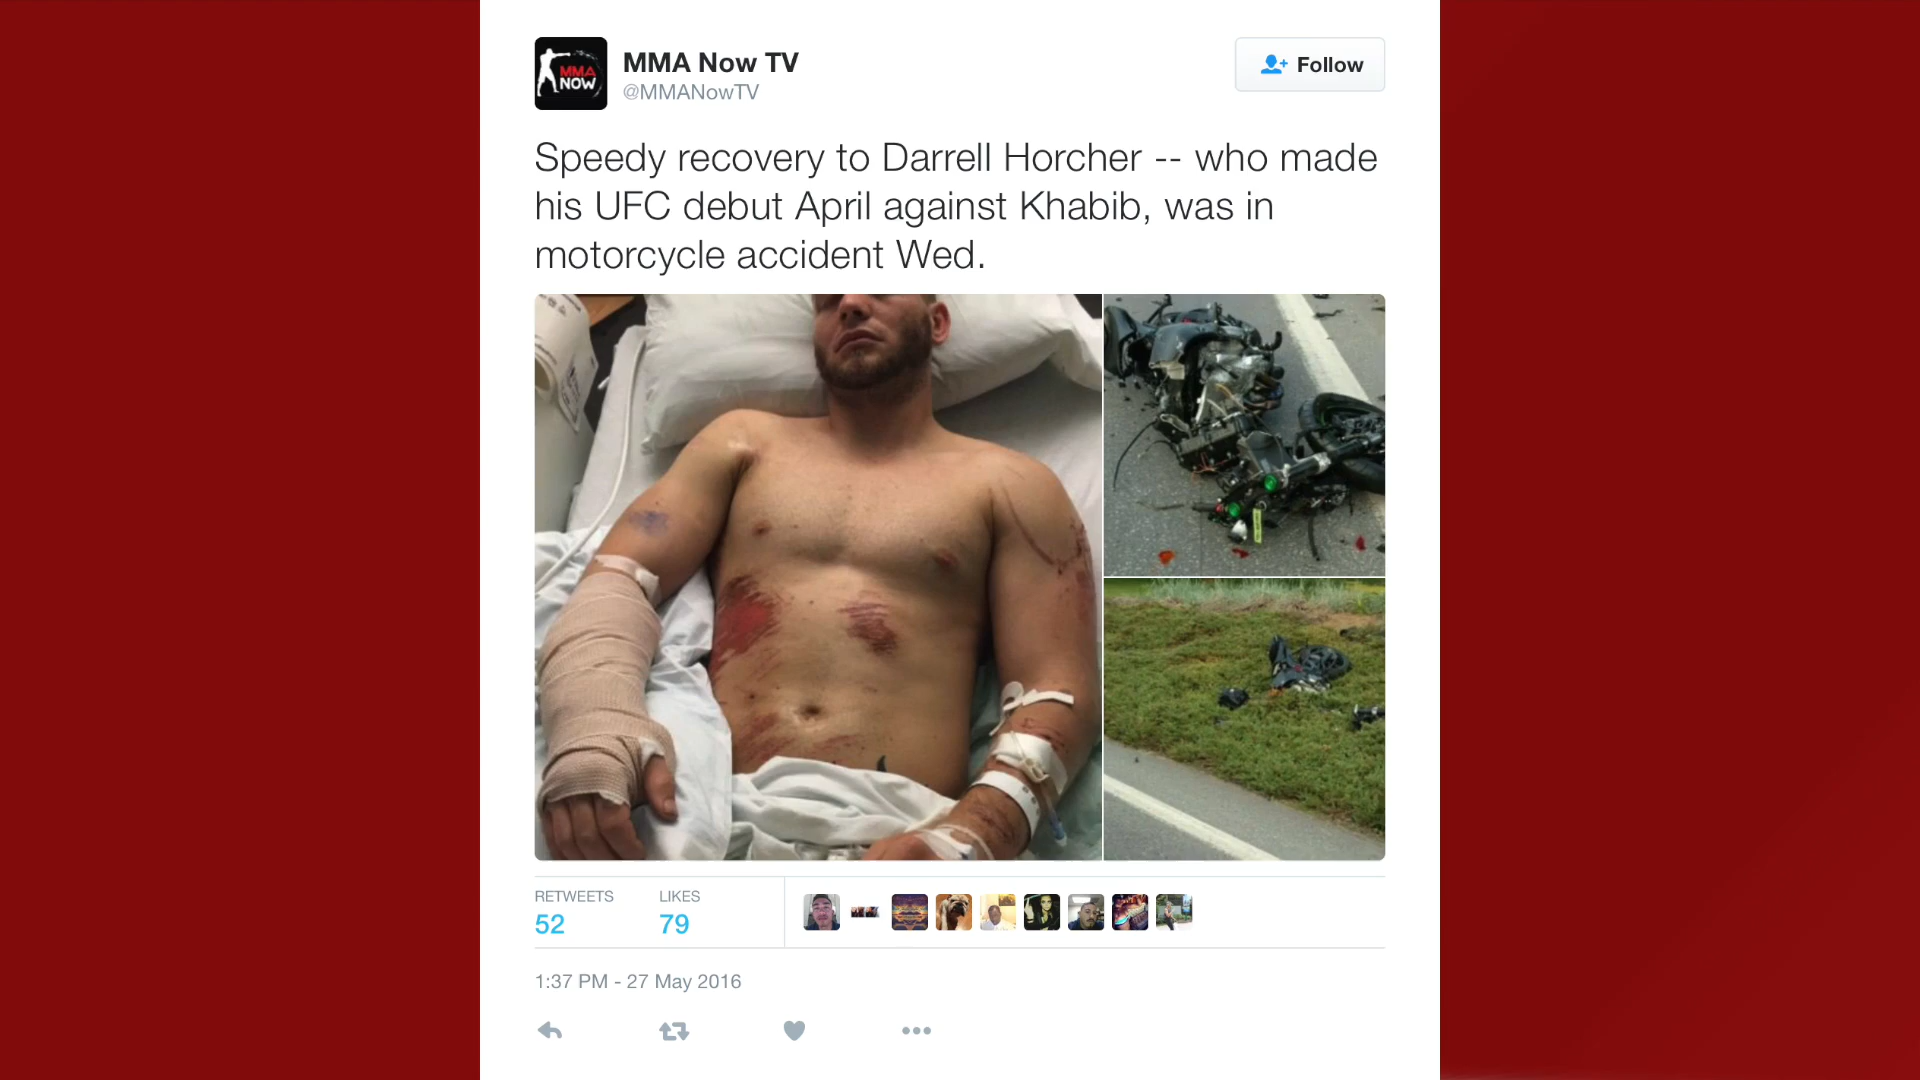 MMA
NOW
MMA Now TV
@MMANowTV
Follow
Speedy recovery to Darrell Horcher -- who made
his UFC debut April against Khabib, was in
motorcycle accident Wed.
RETWEETS
52
LIKES
79
1:37 PM - 27 May 2016